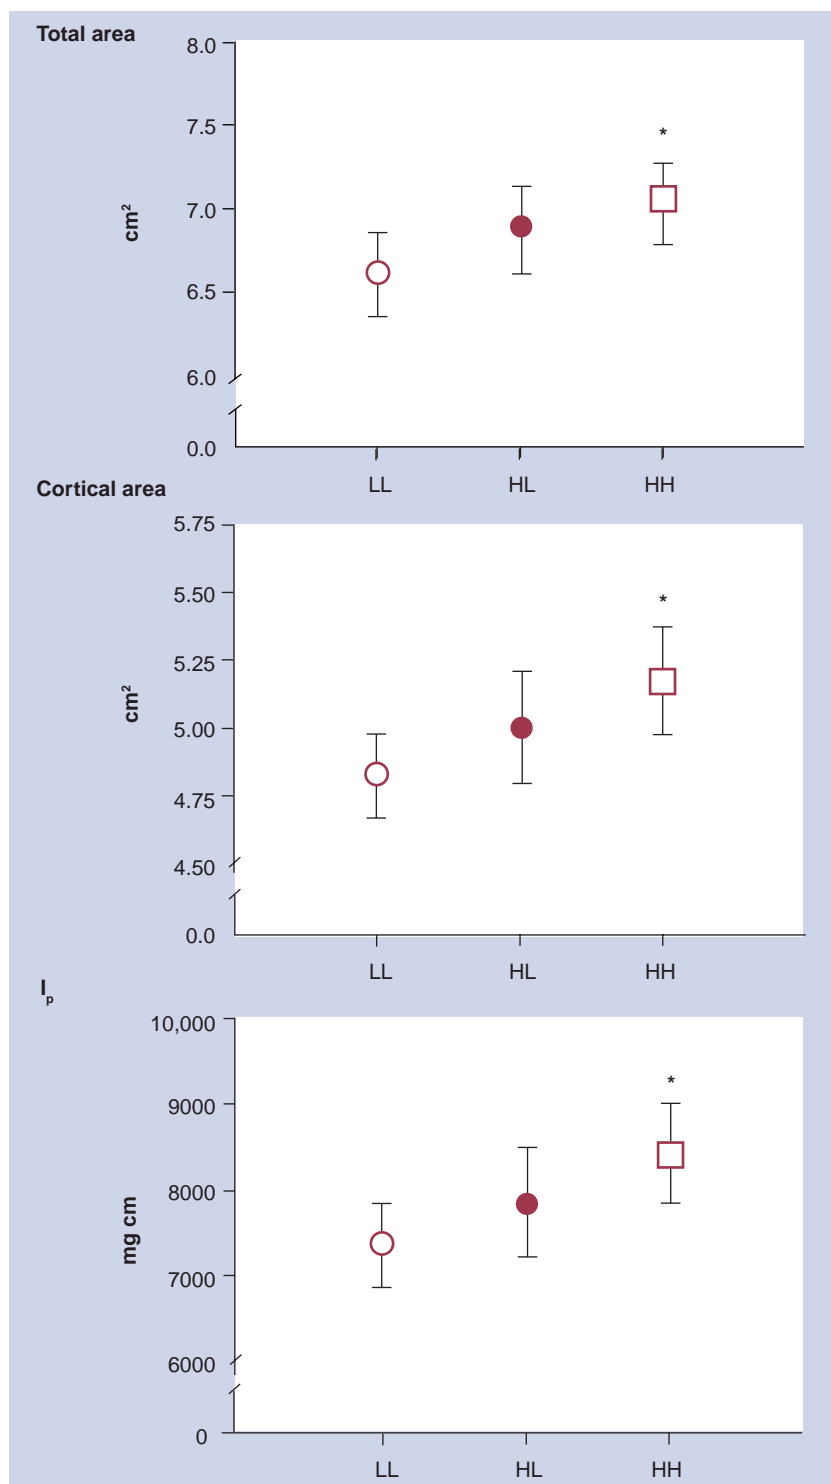 Total area
8.0
7.5
*
cm²
7.0
6.5
6.0
0.0
LL HL HH
Cortical area
5.75
5.50
*
5.25
cm²
5.00
4.75
4.50
0.0
LL HL HH
Iₚ
10,000
*
9000
8000
mg cm
7000
6000
0
LL HL HH